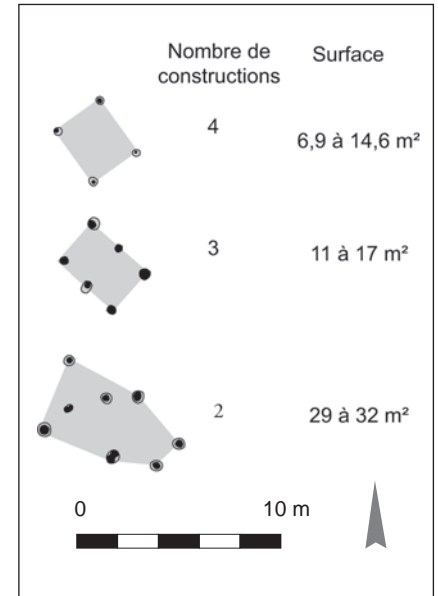 Nombre de
constructions
Surface
4
6,9 à 14,6 m²
3
11 à 17 m²
2
29 à 32 m²
0
10 m